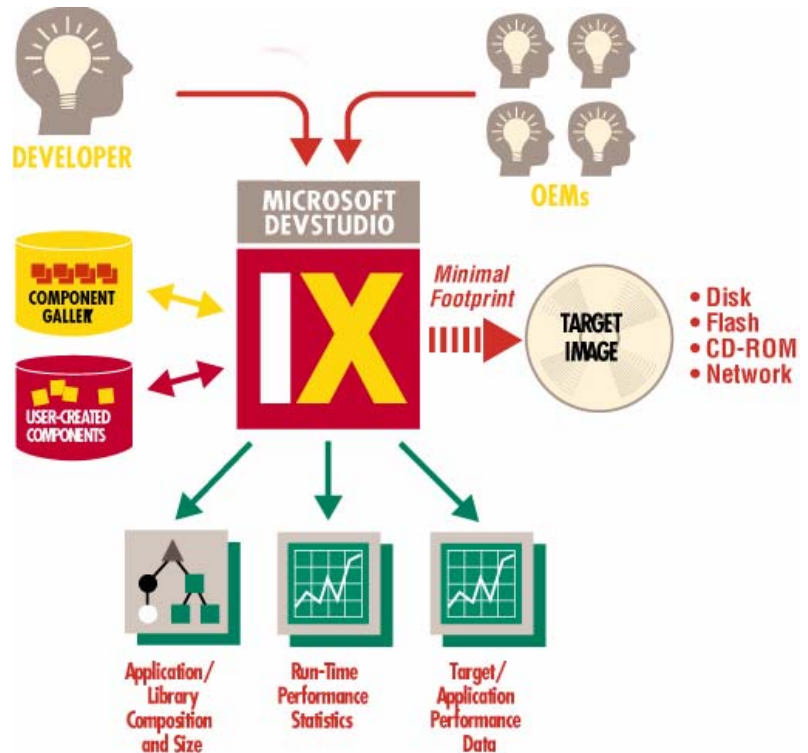 DEVELOPER
OEMs
MICROSOFT
DEVSTUDIO
IX
COMPONENT
GALLER
USER-CREATED
COMPONENTS
Minimal
Footprint
TARGET
IMAGE
• Disk
• Flash
• CD-ROM
• Network
Application/
Library
Composition
and Size
Run-Time
Performance
Statistics
Target/
Application
Performance
Data